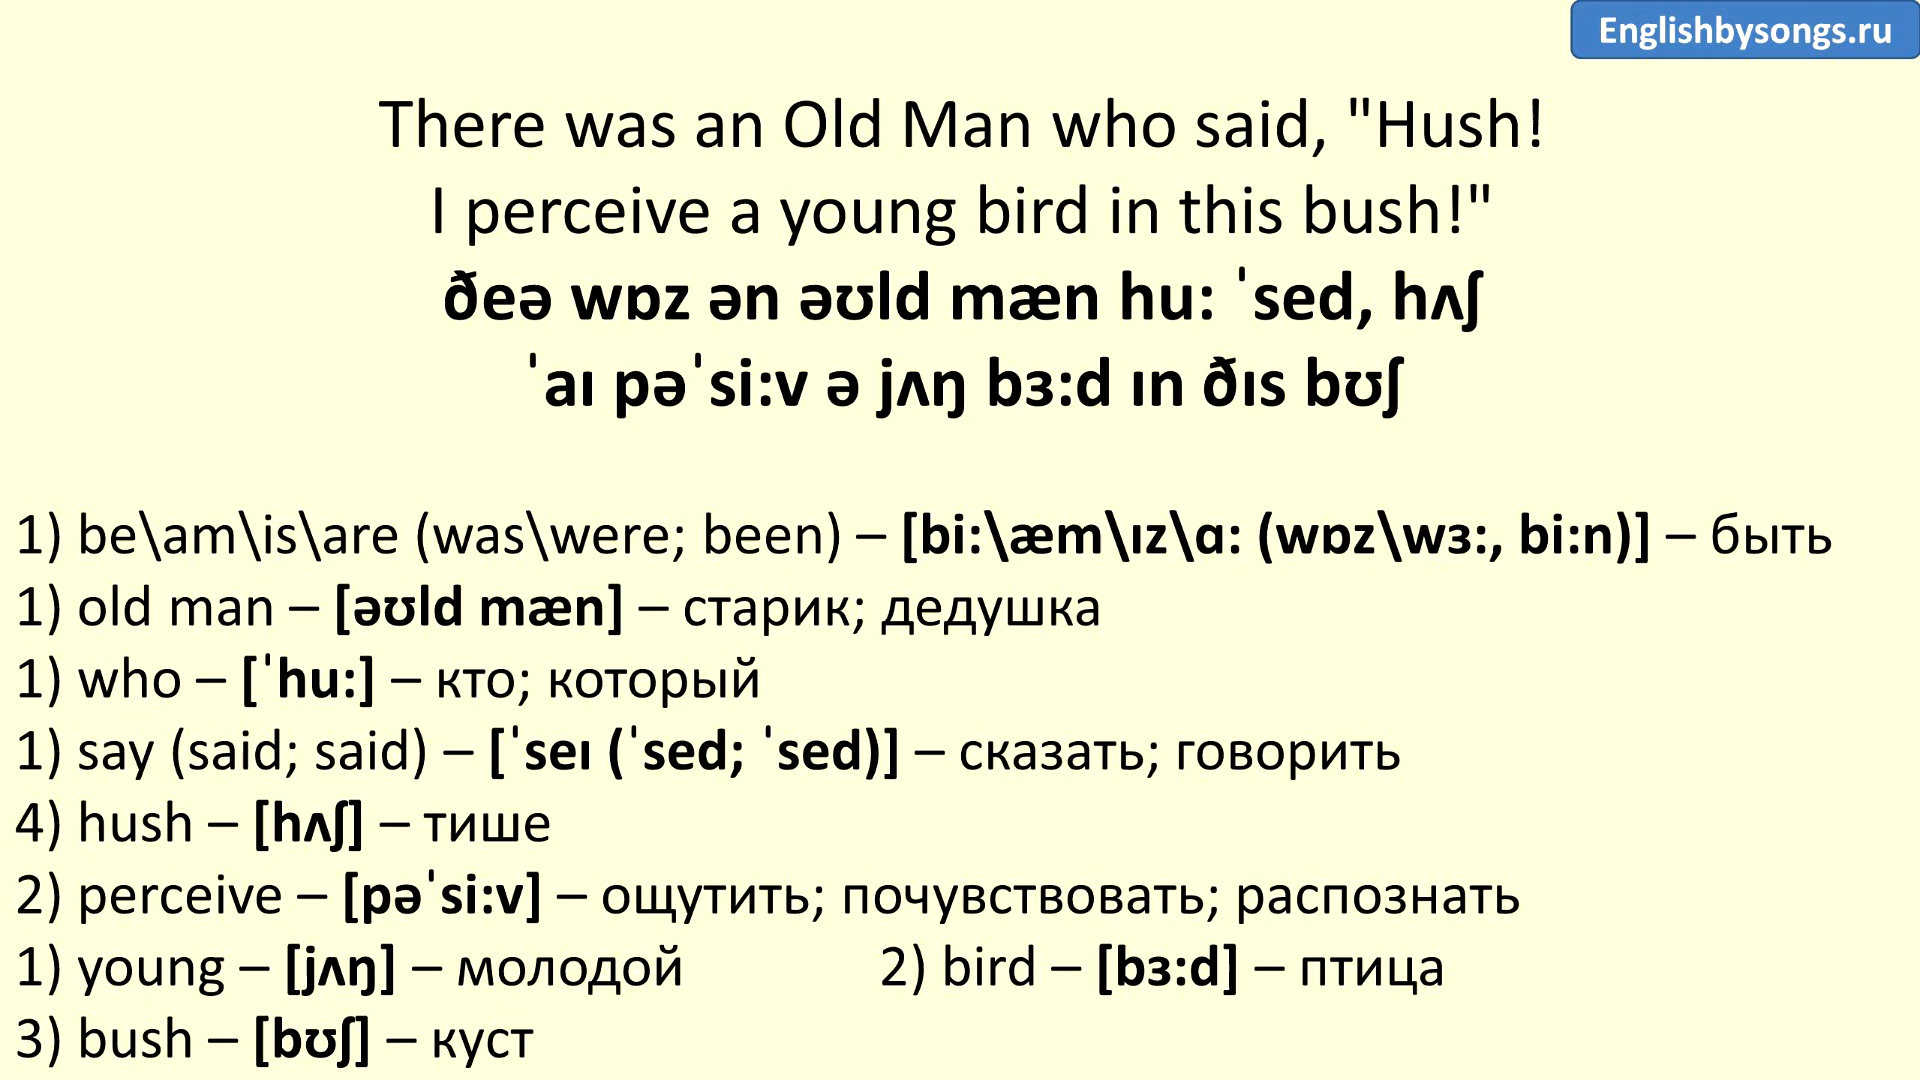 Englishbysongs.ru
There was an Old Man who said, "Hush!
I perceive a young bird in this bush!"
ðeə wɒz ən əʊld mæn hu: ˈsed, hʌʃ
ˈaɪ pəˈsi:v ə jʌŋ bɜ:d ɪn ðɪs bʊʃ
1) be\am\is\are (was\were; been) – [bi:\æm\ɪz\ɑ: (wɒz\wɜ:, bi:n)] – быть
1) old man – [əʊld mæn] – старик; дедушка
1) who – [ˈhu:] – кто; который
1) say (said; said) – [ˈseɪ (ˈsed; ˈsed)] – сказать; говорить
4) hush – [hʌʃ] – тише
2) perceive – [pəˈsi:v] – ощутить; почувствовать; распознать
1) young – [jʌŋ] – молодой 2) bird – [bɜ:d] – птица
3) bush – [bʊʃ] – куст